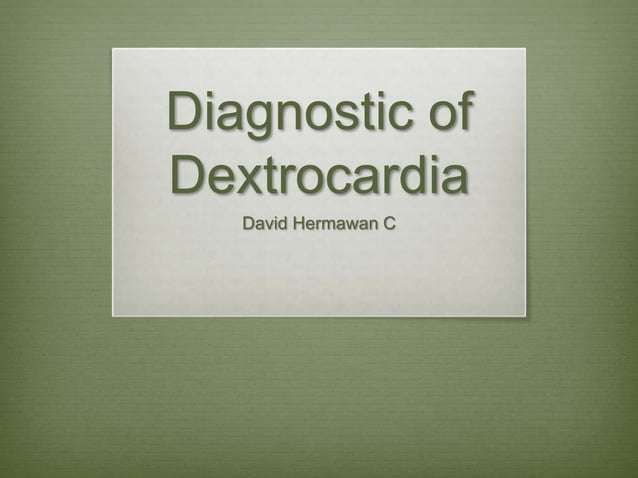 Diagnostic of
Dextrocardia
David Hermawan C